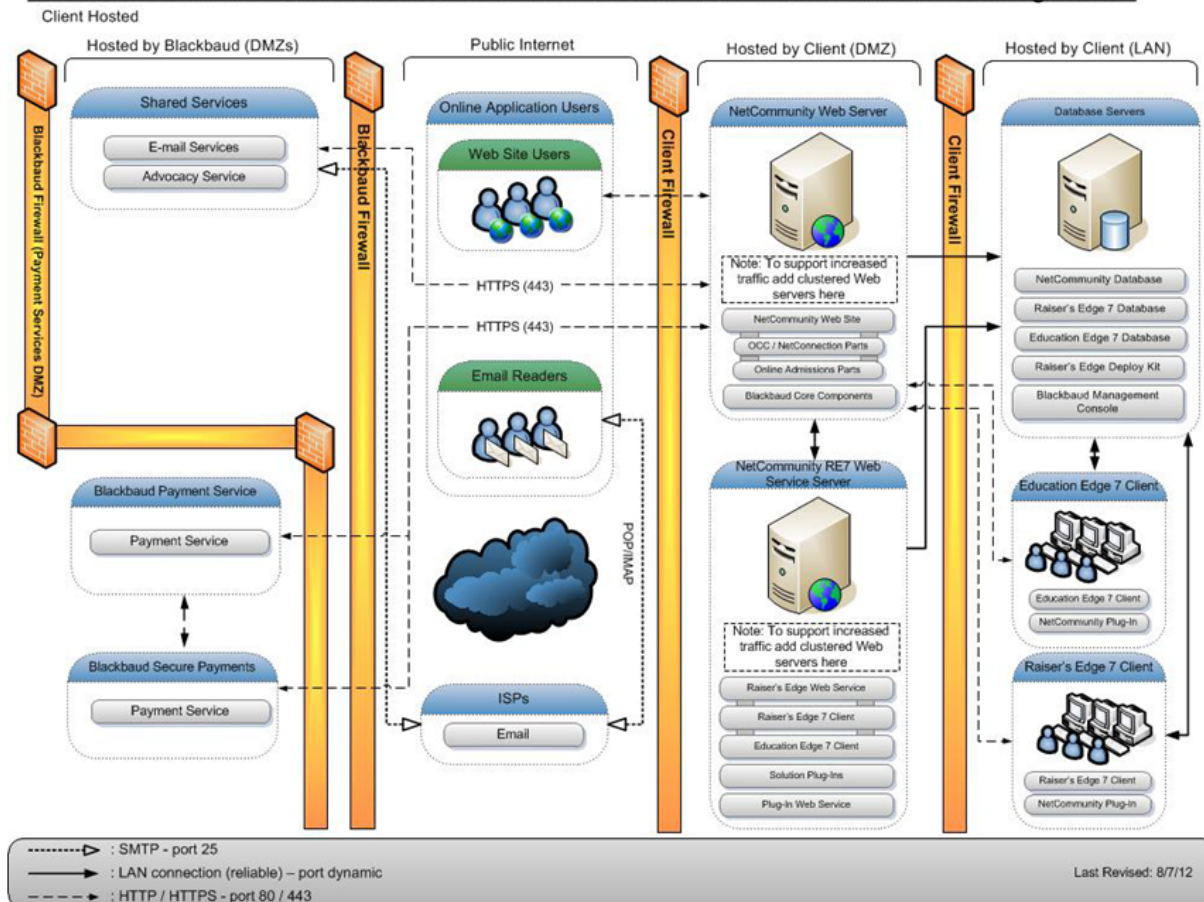 Client Hosted
Hosted by Blackbaud (DMZs)
Public Internet
Hosted by Client (DMZ)
Hosted by Client (LAN)
Blackbaud Firewall (Payment Services DMZ)
Shared Services
E-mail Services
Advocacy Service
Blackbaud Firewall
Online Application Users
Web Site Users
HTTPS (443)
HTTPS (443)
Email Readers
POP/IMAP
ISPs
Email
Blackbaud Payment Service
Payment Service
Blackbaud Secure Payments
Payment Service
Client Firewall
NetCommunity Web Server
Note: To support increased
traffic add clustered Web
servers here
NetCommunity Web Site
OCC / NetConnection Parts
Online Admissions Parts
Blackbaud Core Components
NetCommunity RE7 Web
Service Server
Note: To support increased
traffic add clustered Web
servers here
Raiser's Edge Web Service
Raiser's Edge 7 Client
Education Edge 7 Client
Solution Plug-Ins
Plug-In Web Service
Client Firewall
Database Servers
NetCommunity Database
Raiser's Edge 7 Database
Education Edge 7 Database
Raiser's Edge Deploy Kit
Blackbaud Management
Console
Education Edge 7 Client
Education Edge 7 Client
NetCommunity Plug-In
Raiser's Edge 7 Client
Raiser's Edge 7 Client
NetCommunity Plug-In
: SMTP - port 25
: LAN connection (reliable) – port dynamic
: HTTP / HTTPS - port 80 / 443
Last Revised: 8/7/12